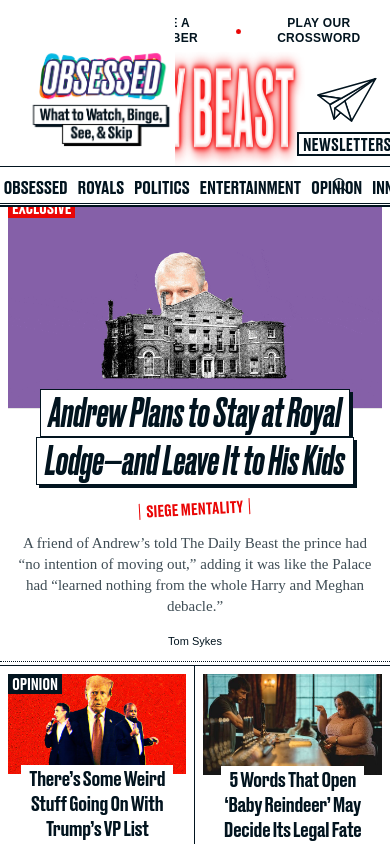 E A
BER
PLAY OUR
CROSSWORD
OBSESSED
What to Watch, Binge,
See, & Skip
Y BEAST
NEWSLETTERS
OBSESSED ROYALS POLITICS ENTERTAINMENT OPINION INN
EXCLUSIVE
Andrew Plans to Stay at Royal
Lodge—and Leave It to His Kids
SIEGE MENTALITY
A friend of Andrew’s told The Daily Beast the prince had
“no intention of moving out,” adding it was like the Palace
had “learned nothing from the whole Harry and Meghan
debacle.”
Tom Sykes
OPINION
There’s Some Weird
Stuff Going On With
Trump’s VP List
5 Words That Open
‘Baby Reindeer’ May
Decide Its Legal Fate